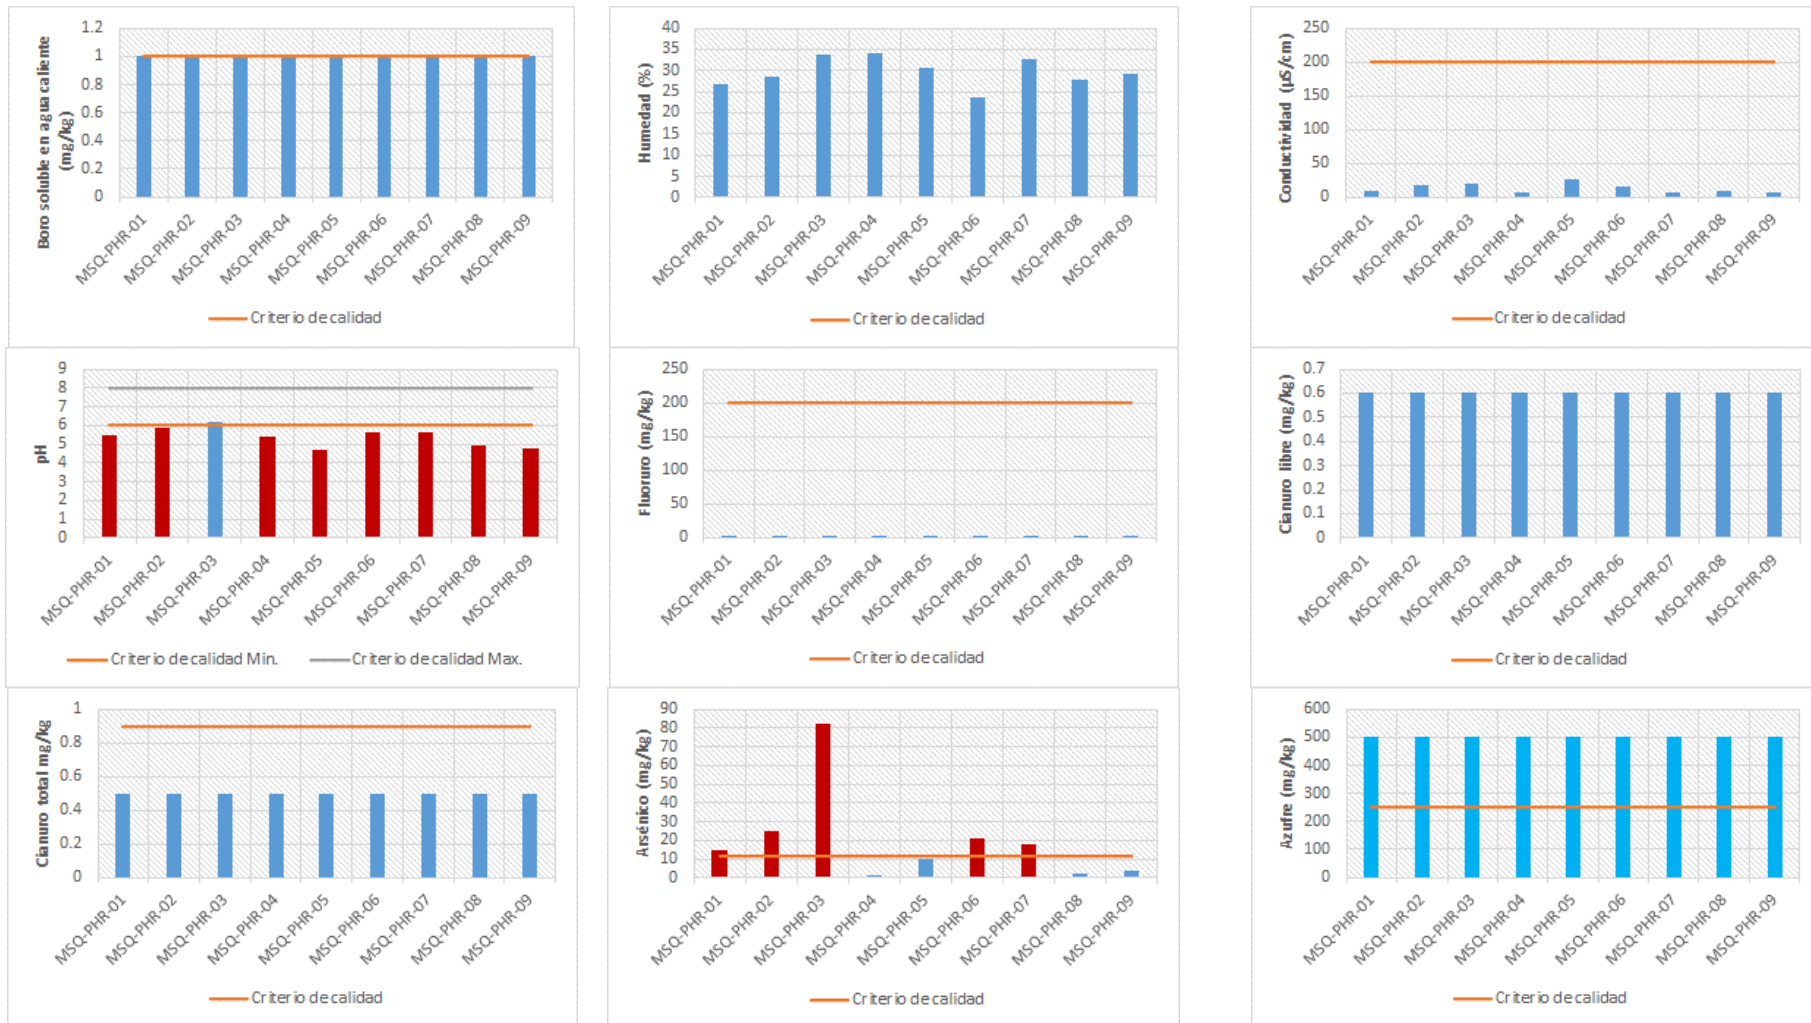 Boro soluble en agua caliente
(mg/kg)
1.2
1
0.8
0.6
0.4
0.2
0
MSQ-PHR-01
MSQ-PHR-02
MSQ-PHR-03
MSQ-PHR-04
MSQ-PHR-05
MSQ-PHR-06
MSQ-PHR-07
MSQ-PHR-08
MSQ-PHR-09
Criterio de calidad
Humedad (%)
40
35
30
25
20
15
10
5
0
MSQ-PHR-01
MSQ-PHR-02
MSQ-PHR-03
MSQ-PHR-04
MSQ-PHR-05
MSQ-PHR-06
MSQ-PHR-07
MSQ-PHR-08
MSQ-PHR-09
Criterio de calidad
Conductividad (µS/cm)
250
200
150
100
50
0
MSQ-PHR-01
MSQ-PHR-02
MSQ-PHR-03
MSQ-PHR-04
MSQ-PHR-05
MSQ-PHR-06
MSQ-PHR-07
MSQ-PHR-08
MSQ-PHR-09
Criterio de calidad
pH
9
8
7
6
5
4
3
2
1
0
MSQ-PHR-01
MSQ-PHR-02
MSQ-PHR-03
MSQ-PHR-04
MSQ-PHR-05
MSQ-PHR-06
MSQ-PHR-07
MSQ-PHR-08
MSQ-PHR-09
Criterio de calidad Min.
Criterio de calidad Max.
Fluoruro (mg/kg)
250
200
150
100
50
0
MSQ-PHR-01
MSQ-PHR-02
MSQ-PHR-03
MSQ-PHR-04
MSQ-PHR-05
MSQ-PHR-06
MSQ-PHR-07
MSQ-PHR-08
MSQ-PHR-09
Criterio de calidad
Cianuro libre (mg/kg)
0.7
0.6
0.5
0.4
0.3
0.2
0.1
0
MSQ-PHR-01
MSQ-PHR-02
MSQ-PHR-03
MSQ-PHR-04
MSQ-PHR-05
MSQ-PHR-06
MSQ-PHR-07
MSQ-PHR-08
MSQ-PHR-09
Criterio de calidad
Cianuro total mg/kg
1
0.8
0.6
0.4
0.2
0
MSQ-PHR-01
MSQ-PHR-02
MSQ-PHR-03
MSQ-PHR-04
MSQ-PHR-05
MSQ-PHR-06
MSQ-PHR-07
MSQ-PHR-08
MSQ-PHR-09
Criterio de calidad
Arsénico (mg/kg)
90
80
70
60
50
40
30
20
10
0
MSQ-PHR-01
MSQ-PHR-02
MSQ-PHR-03
MSQ-PHR-04
MSQ-PHR-05
MSQ-PHR-06
MSQ-PHR-07
MSQ-PHR-08
MSQ-PHR-09
Criterio de calidad
Azufre (mg/kg)
600
500
400
300
200
100
0
MSQ-PHR-01
MSQ-PHR-02
MSQ-PHR-03
MSQ-PHR-04
MSQ-PHR-05
MSQ-PHR-06
MSQ-PHR-07
MSQ-PHR-08
MSQ-PHR-09
Criterio de calidad